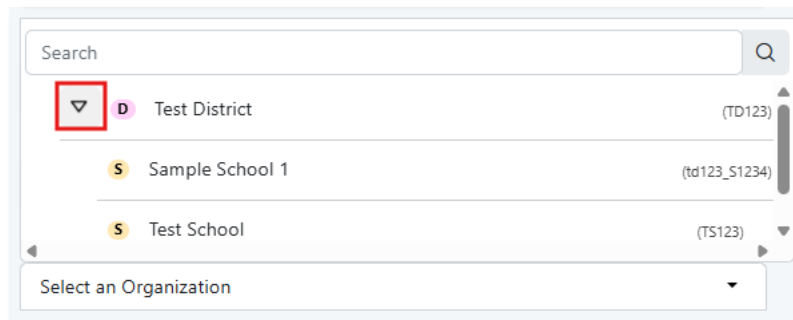 Search
D Test District (TD123)
S Sample School 1 (td123_S1234)
S Test School (TS123)
Select an Organization